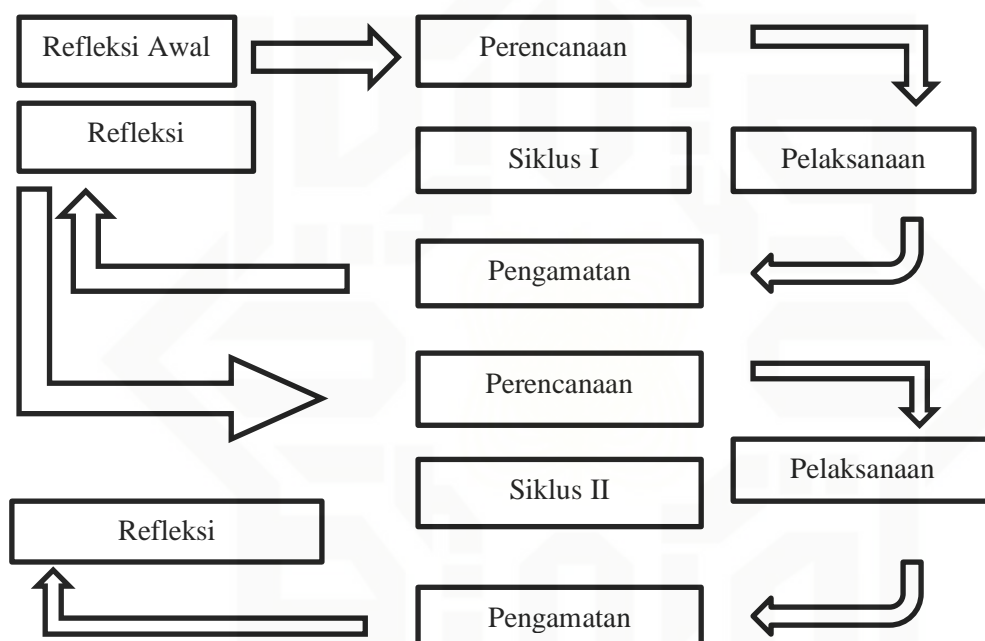 Refleksi Awal
Perencanaan
Refleksi
Siklus I
Pelaksanaan
Pengamatan
Perencanaan
Pelaksanaan
Siklus II
Refleksi
Pengamatan